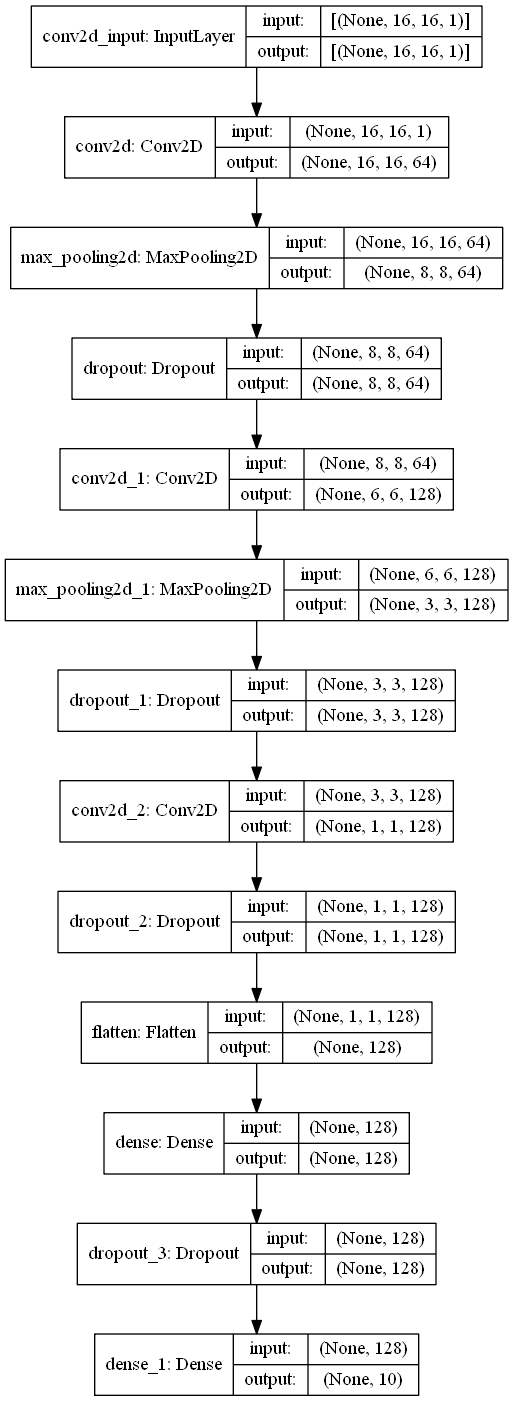 conv2d_input: InputLayer
input: [(None, 16, 16, 1)]
output: [(None, 16, 16, 1)]
conv2d: Conv2D
input: (None, 16, 16, 1)
output: (None, 16, 16, 64)
max_pooling2d: MaxPooling2D
input: (None, 16, 16, 64)
output: (None, 8, 8, 64)
dropout: Dropout
input: (None, 8, 8, 64)
output: (None, 8, 8, 64)
conv2d_1: Conv2D
input: (None, 8, 8, 64)
output: (None, 6, 6, 128)
max_pooling2d_1: MaxPooling2D
input: (None, 6, 6, 128)
output: (None, 3, 3, 128)
dropout_1: Dropout
input: (None, 3, 3, 128)
output: (None, 3, 3, 128)
conv2d_2: Conv2D
input: (None, 3, 3, 128)
output: (None, 1, 1, 128)
dropout_2: Dropout
input: (None, 1, 1, 128)
output: (None, 1, 1, 128)
flatten: Flatten
input: (None, 1, 1, 128)
output: (None, 128)
dense: Dense
input: (None, 128)
output: (None, 128)
dropout_3: Dropout
input: (None, 128)
output: (None, 128)
dense_1: Dense
input: (None, 128)
output: (None, 10)